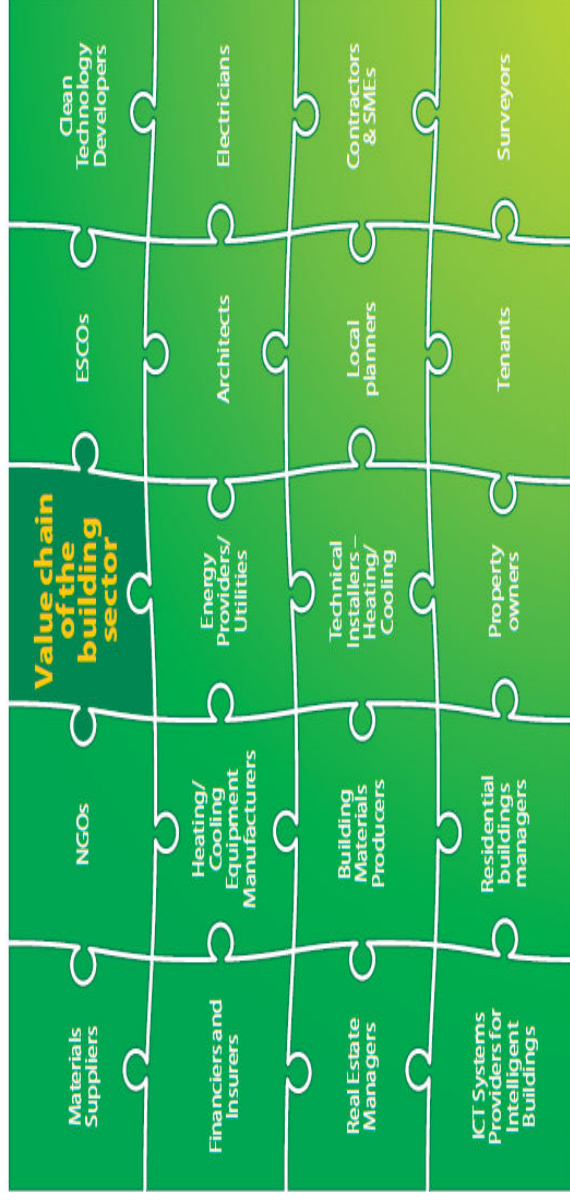 Materials
Suppliers
NGOs
Value chain
of the
building
sector
ESCOs
Clean
Technology
Developers
Financiers and
Insurers
Heating/
Cooling
Equipment
Manufacturers
Energy
Providers/
Utilities
Architects
Electricians
Real Estate
Managers
Building
Materials
Producers
Technical
Installers –
Heating/
Cooling
Local
planners
Contractors
& SMEs
ICT Systems
Providers for
Intelligent
Buildings
Residential
buildings
managers
Property
owners
Tenants
Surveyors